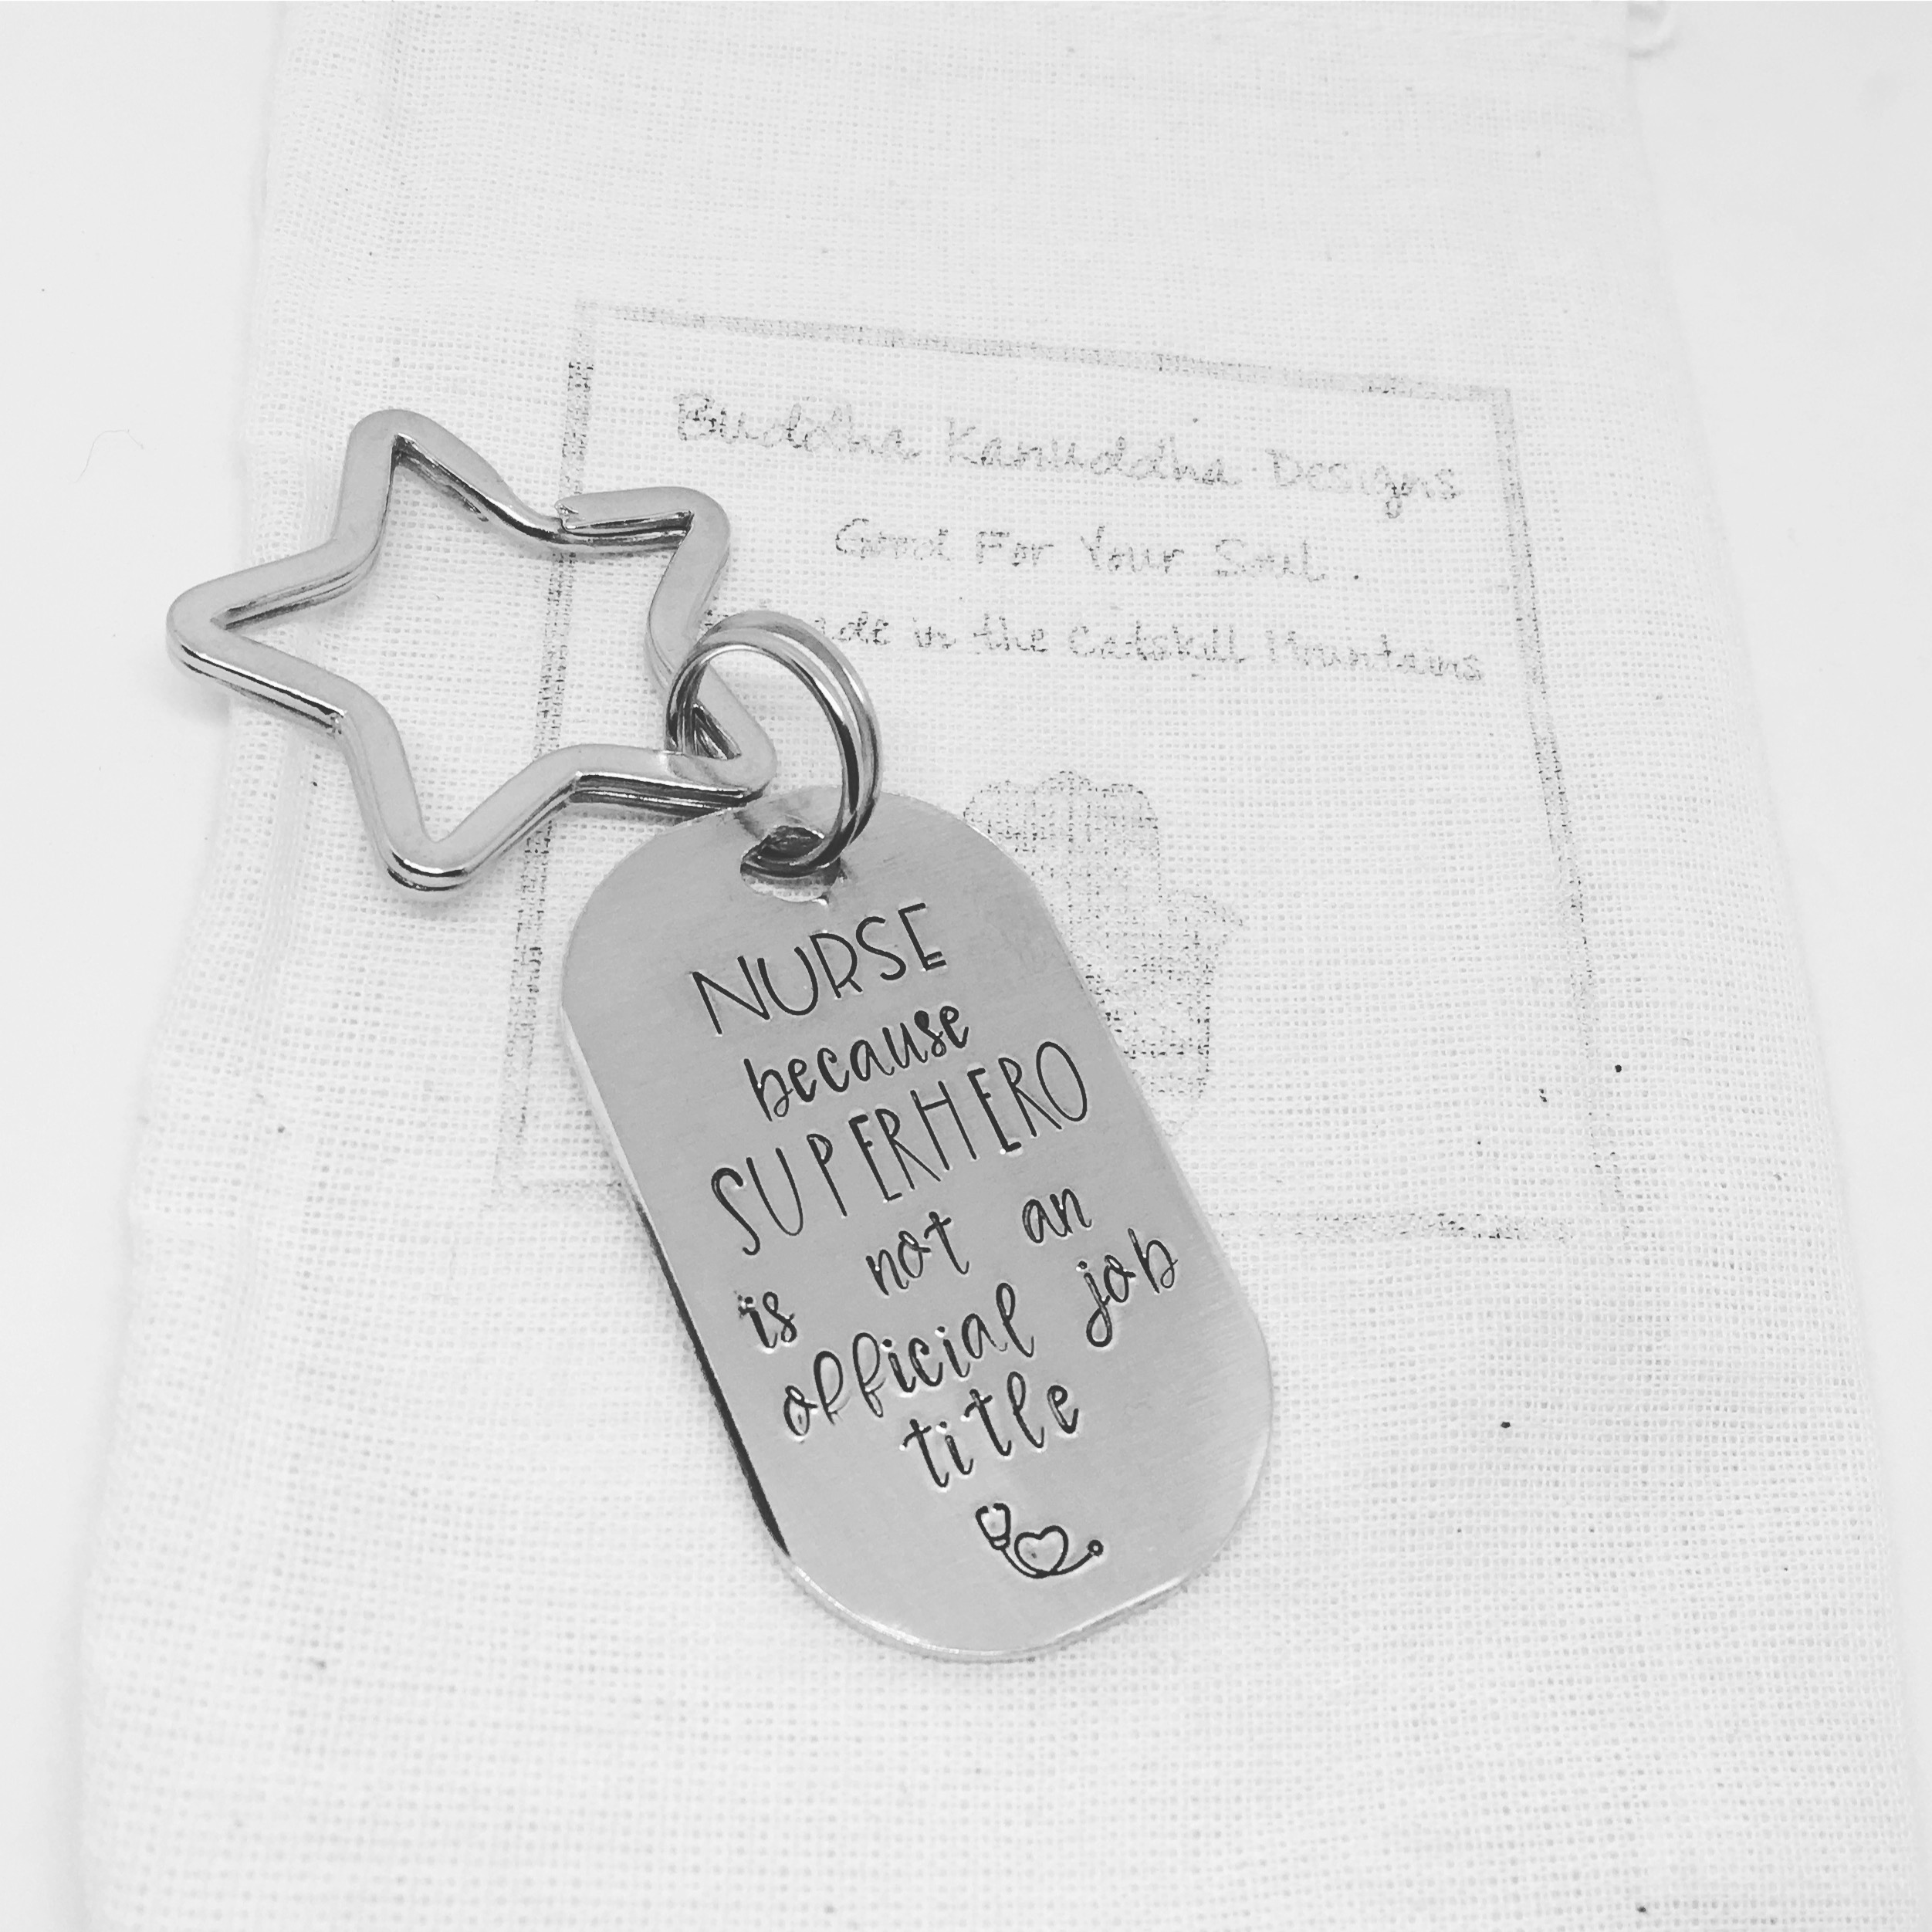 Buddha Kanuddha Designs
Good For Your Soul.
in the Catskill Mountains
NURSE
because
SUPERHERO
is not an
official job
title